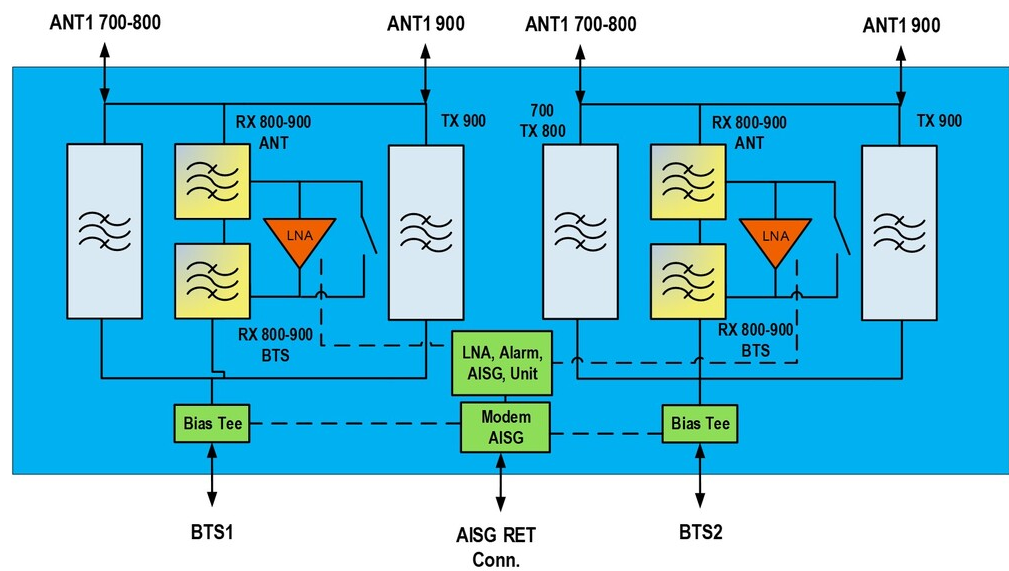 ANT1 700-800
ANT1 900
ANT1 700-800
ANT1 900
RX 800-900
ANT
TX 900
700
TX 800
RX 800-900
ANT
TX 900
LNA
LNA
RX 800-900
BTS
RX 800-900
BTS
LNA, Alarm,
AISG, Unit
Bias Tee
Modem
AISG
Bias Tee
BTS1
AISG RET
Conn.
BTS2